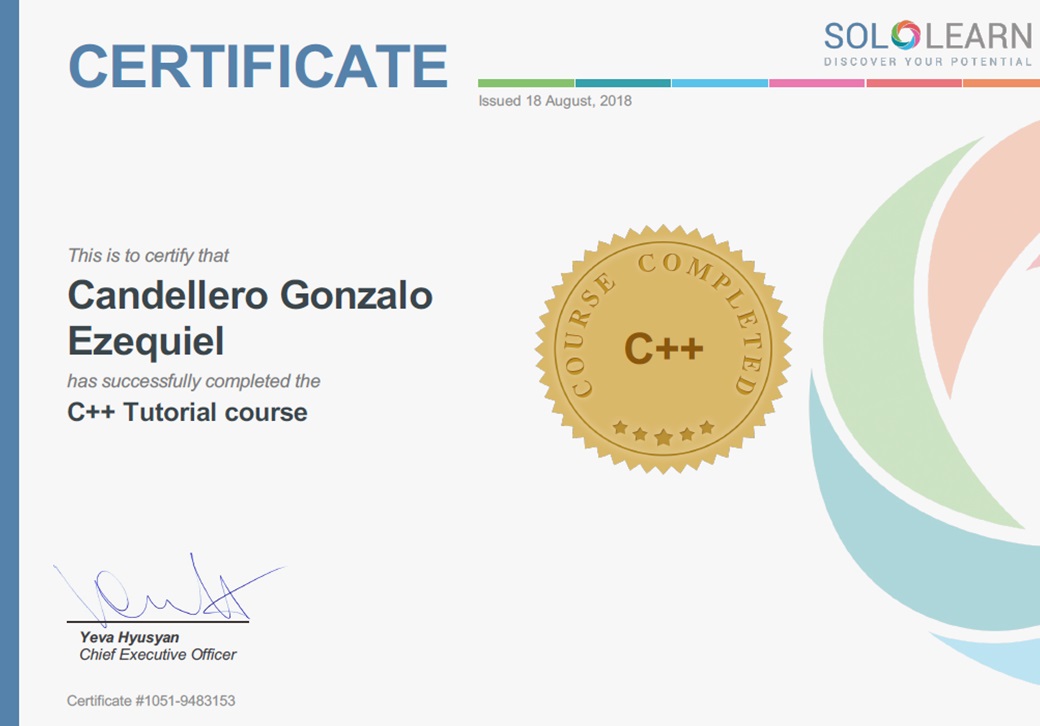 CERTIFICATE
SOLOLEARN
DISCOVER YOUR POTENTIAL
Issued 18 August, 2018
This is to certify that
Candellero Gonzalo
Ezequiel
has successfully completed the
C++ Tutorial course
COURSE COMPLETED
C++
Yeva Hyusyan
Chief Executive Officer
Certificate #1051-9483153